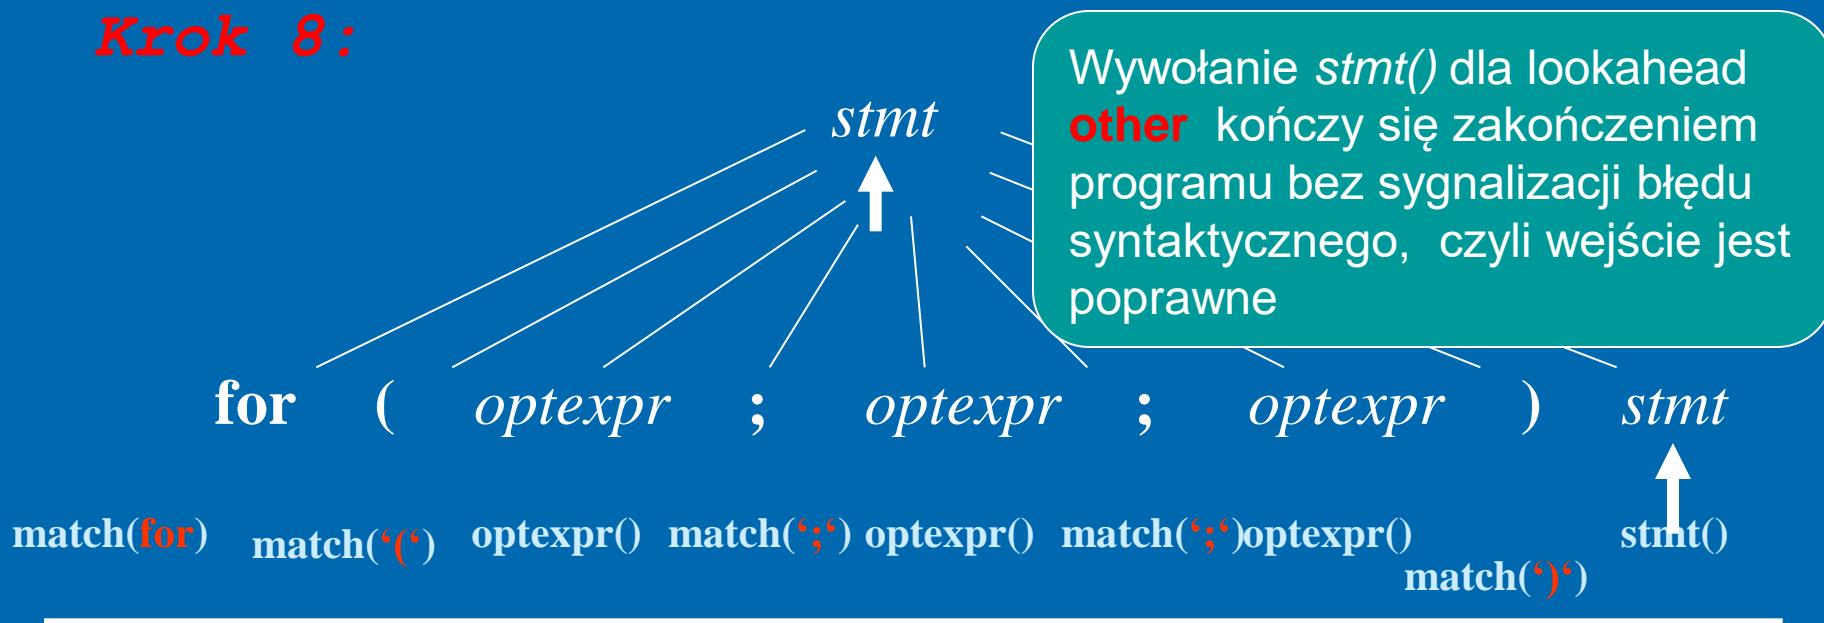 Krok 8:
Wywołanie stmt() dla lookahead
other kończy się zakończeniem
programu bez sygnalizacji błędu
syntaktycznego, czyli wejście jest
poprawne
stmt
for ( optexpr ; optexpr ; optexpr ) stmt
match(for) match(‘(‘) optexpr() match(‘;‘) optexpr() match(‘;‘)optexpr() match(‘)‘) stmt()